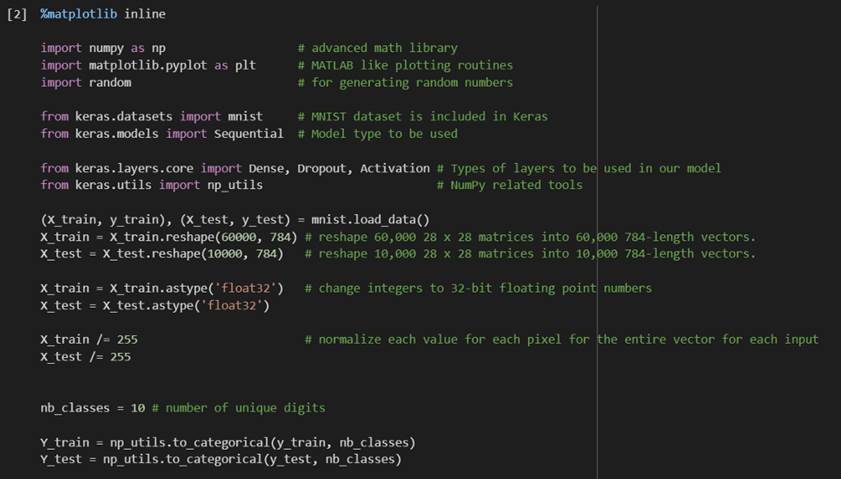 [2] %matplotlib inline
import numpy as np # advanced math library
import matplotlib.pyplot as plt # MATLAB like plotting routines
import random # for generating random numbers
from keras.datasets import mnist # MNIST dataset is included in Keras
from keras.models import Sequential # Model type to be used
from keras.layers.core import Dense, Dropout, Activation # Types of layers to be used in our model
from keras.utils import np_utils # NumPy related tools
(X_train, y_train), (X_test, y_test) = mnist.load_data()
X_train = X_train.reshape(60000, 784) # reshape 60,000 28 x 28 matrices into 60,000 784-length vectors.
X_test = X_test.reshape(10000, 784) # reshape 10,000 28 x 28 matrices into 10,000 784-length vectors.
X_train = X_train.astype('float32') # change integers to 32-bit floating point numbers
X_test = X_test.astype('float32')
X_train /= 255 # normalize each value for each pixel for the entire vector for each input
X_test /= 255
nb_classes = 10 # number of unique digits
Y_train = np_utils.to_categorical(y_train, nb_classes)
Y_test = np_utils.to_categorical(y_test, nb_classes)